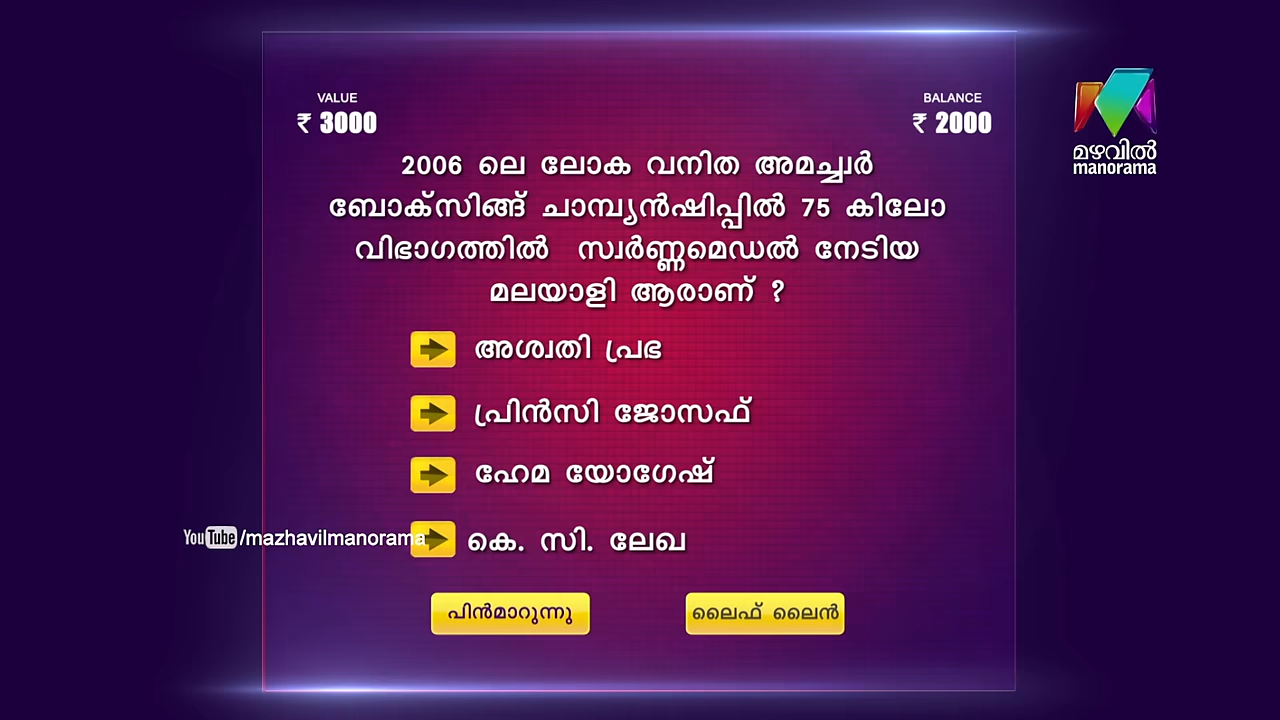 VALUE
₹ 3000
BALANCE
₹ 2000
മഴവിൽ
manorama
2006 ലെ ലോക വനിത അമച്ച്വർ
ബോക്സിങ്ങ് ചാമ്പ്യൻഷിപ്പിൽ 75 കിലോ
വിഭാഗത്തിൽ സ്വർണ്ണമെഡൽ നേടിയ
മലയാളി ആരാണ് ?
അശ്വതി പ്രഭ
പ്രിൻസി ജോസഫ്
ഹേമ യോഗേഷ്
YouTube /mazhavilmanorama
കെ. സി. ലേഖ
പിൻമാറുന്നു
ലൈഫ് ലൈൻ